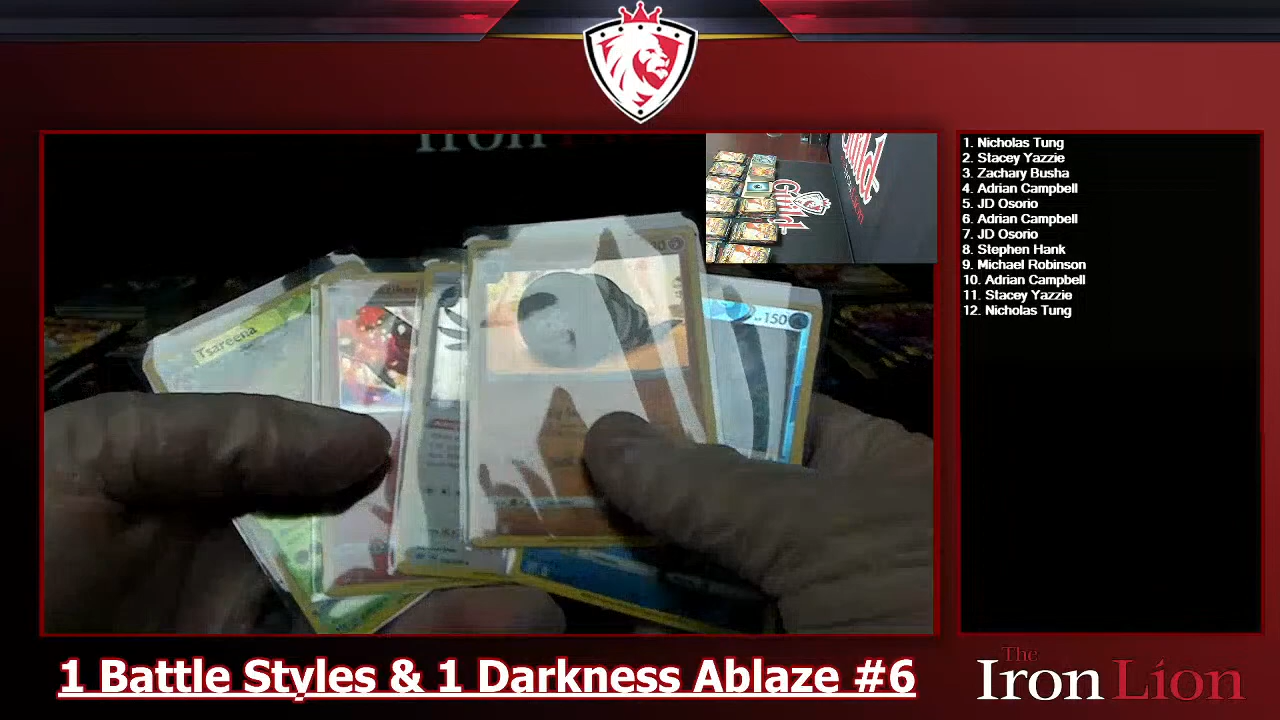 Iron
Guild
Tsareena
150
1. Nicholas Tung
2. Stacey Yazzie
3. Zachary Busha
4. Adrian Campbell
5. JD Osorio
6. Adrian Campbell
7. JD Osorio
8. Stephen Hank
9. Michael Robinson
10. Adrian Campbell
11. Stacey Yazzie
12. Nicholas Tung
1 Battle Styles & 1 Darkness Ablaze #6
The
Iron Lion